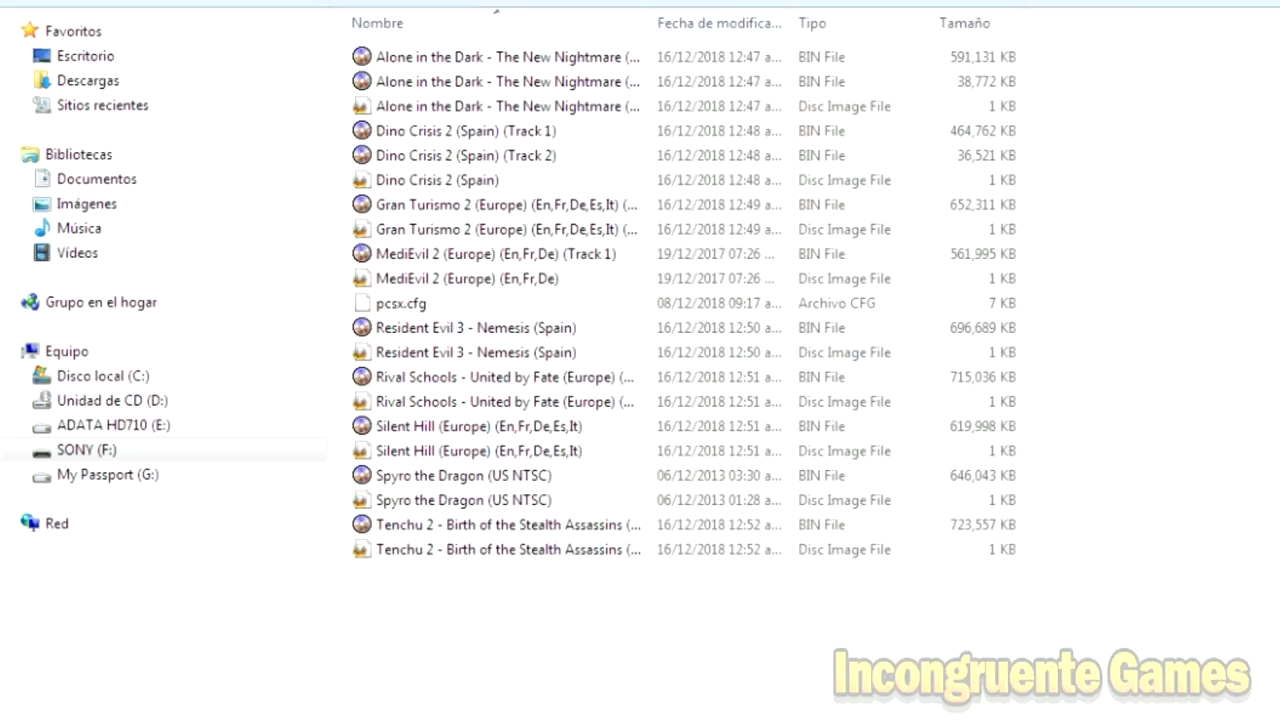 Nombre Fecha de modifica... Tipo Tamaño
Favoritos
Escritorio
Descargas
Sitios recientes
Bibliotecas
Documentos
Imágenes
Música
Vídeos
Grupo en el hogar
Equipo
Disco local (C:)
Unidad de CD (D:)
ADATA HD710 (E:)
SONY (F:)
My Passport (G:)
Red
Alone in the Dark - The New Nightmare (... 16/12/2018 12:47 a... BIN File 591,131 KB
Alone in the Dark - The New Nightmare (... 16/12/2018 12:47 a... BIN File 38,772 KB
Alone in the Dark - The New Nightmare (... 16/12/2018 12:47 a... Disc Image File 1 KB
Dino Crisis 2 (Spain) (Track 1) 16/12/2018 12:48 a... BIN File 464,762 KB
Dino Crisis 2 (Spain) (Track 2) 16/12/2018 12:48 a... BIN File 36,521 KB
Dino Crisis 2 (Spain) 16/12/2018 12:48 a... Disc Image File 1 KB
Gran Turismo 2 (Europe) (En,Fr,De,Es,It) (... 16/12/2018 12:49 a... BIN File 652,311 KB
Gran Turismo 2 (Europe) (En,Fr,De,Es,It) (... 16/12/2018 12:49 a... Disc Image File 1 KB
MediEvil 2 (Europe) (En,Fr,De) (Track 1) 19/12/2017 07:26 ... BIN File 561,995 KB
MediEvil 2 (Europe) (En,Fr,De) 19/12/2017 07:26 ... Disc Image File 1 KB
pcsx.cfg 08/12/2018 09:17 a... Archivo CFG 7 KB
Resident Evil 3 - Nemesis (Spain) 16/12/2018 12:50 a... BIN File 696,689 KB
Resident Evil 3 - Nemesis (Spain) 16/12/2018 12:50 a... Disc Image File 1 KB
Rival Schools - United by Fate (Europe) (... 16/12/2018 12:51 a... BIN File 715,036 KB
Rival Schools - United by Fate (Europe) (... 16/12/2018 12:51 a... Disc Image File 1 KB
Silent Hill (Europe) (En,Fr,De,Es,It) 16/12/2018 12:51 a... BIN File 619,998 KB
Silent Hill (Europe) (En,Fr,De,Es,It) 16/12/2018 12:51 a... Disc Image File 1 KB
Spyro the Dragon (US NTSC) 06/12/2013 03:30 a... BIN File 646,043 KB
Spyro the Dragon (US NTSC) 06/12/2013 01:28 a... Disc Image File 1 KB
Tenchu 2 - Birth of the Stealth Assassins (... 16/12/2018 12:52 a... BIN File 723,557 KB
Tenchu 2 - Birth of the Stealth Assassins (... 16/12/2018 12:52 a... Disc Image File 1 KB
Incongruente Games